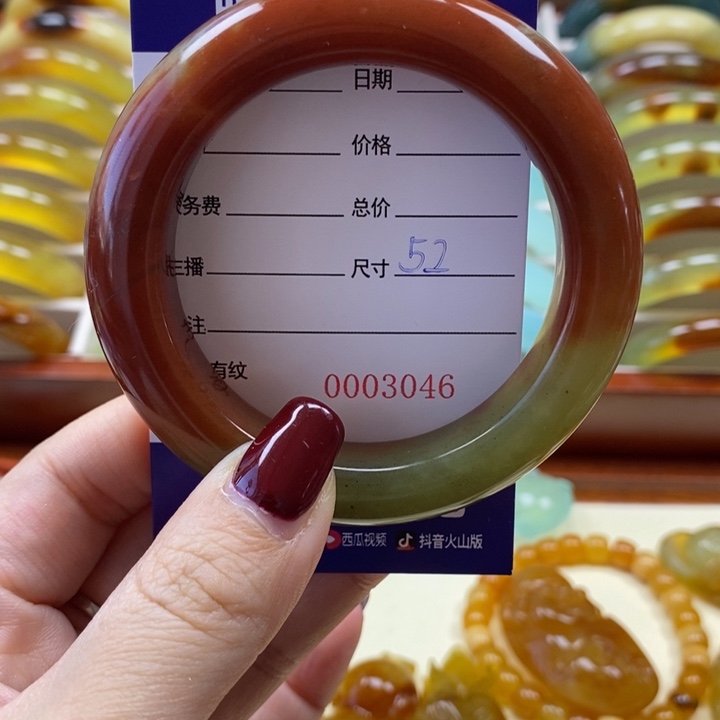 日期
价格
务费 总价
主播 尺寸 52
注
有纹
0003046
西瓜视频 抖音火山版